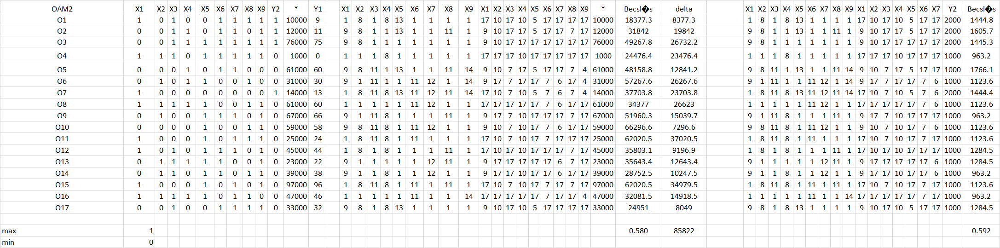 OAM2 X1 X2 X3 X4 X5 X6 X7 X8 X9 Y2 * Y1 X1 X2 X3 X4 X5 X6 X7 X8 X9 X1 X2 X3 X4 X5 X6 X7 X8 X9 * Becsl�s delta X1 X2 X3 X4 X5 X6 X7 X8 X9 X1 X2 X3 X4 X5 X6 X7 Y2 Becsl�s
O1 1 0 1 0 0 1 1 1 1 1 10000 9 1 8 1 8 13 1 1 1 1 17 10 17 10 5 17 17 17 17 10000 18377.3 8377.3 1 8 1 8 13 1 1 1 1 17 10 17 10 5 17 17 2000 1444.8
O2 0 0 1 1 0 1 1 0 1 1 12000 11 9 8 1 1 13 1 1 11 1 9 10 17 17 5 17 17 7 17 12000 31842 19842 9 8 1 1 13 1 1 11 1 9 10 17 17 5 17 17 2000 1605.7
O3 0 0 1 1 1 1 1 1 1 1 76000 75 9 8 1 1 1 1 1 1 1 9 10 17 17 17 17 17 17 17 76000 49267.8 26732.2 9 8 1 1 1 1 1 1 1 9 10 17 17 17 17 17 2000 1445.3
O4 1 1 1 0 1 1 1 1 1 0 1000 0 1 1 1 8 1 1 1 1 1 17 17 17 10 17 17 17 17 17 1000 24476.4 23476.4 1 1 1 8 1 1 1 1 1 17 17 17 10 17 17 17 1000 963.2
O5 0 0 0 1 0 1 1 0 0 0 61000 60 9 8 11 1 13 1 1 11 14 9 10 7 17 5 17 17 7 4 61000 48158.8 12841.2 9 8 11 1 13 1 1 11 14 9 10 7 17 5 17 17 1000 1766.1
O6 0 1 0 1 1 0 0 1 0 0 31000 30 9 1 11 1 1 11 12 1 14 9 17 7 17 17 7 6 17 4 31000 57267.6 26267.6 9 1 11 1 1 11 12 1 14 9 17 7 17 17 7 6 1000 1123.6
O7 1 0 0 0 0 0 0 0 0 1 14000 13 1 8 11 8 13 11 12 11 14 17 10 7 10 5 7 6 7 4 14000 37703.8 23703.8 1 8 11 8 13 11 12 11 14 17 10 7 10 5 7 6 2000 1444.4
O8 1 1 1 1 1 0 0 1 1 0 61000 60 1 1 1 1 1 11 12 1 1 17 17 17 17 17 7 6 17 17 61000 34377 26623 1 1 1 1 1 11 12 1 1 17 17 17 17 17 7 6 1000 1123.6
O9 0 1 0 0 1 1 1 0 1 0 67000 66 9 1 11 8 1 1 1 11 1 9 17 7 10 17 17 17 7 17 67000 51960.3 15039.7 9 1 11 8 1 1 1 11 1 9 17 7 10 17 17 17 1000 963.2
O10 0 0 0 0 1 0 0 1 1 0 59000 58 9 8 11 8 1 11 12 1 1 9 10 7 10 17 7 6 17 17 59000 66296.6 7296.6 9 8 11 8 1 11 12 1 1 9 10 7 10 17 7 6 1000 1123.6
O11 1 0 0 0 1 0 1 1 1 0 25000 24 1 8 11 8 1 11 1 1 1 17 10 7 10 17 7 17 17 17 25000 62020.5 37020.5 1 8 11 8 1 11 1 1 1 17 10 7 10 17 7 17 1000 1123.6
O12 1 0 1 0 1 1 1 0 1 0 45000 44 1 8 1 8 1 1 1 11 1 17 10 17 10 17 17 17 7 17 45000 35803.1 9196.9 1 8 1 8 1 1 1 11 1 17 10 17 10 17 17 17 1000 1284.5
O13 0 1 1 1 1 1 0 0 1 0 23000 22 9 1 1 1 1 1 12 11 1 9 17 17 17 17 17 6 7 17 23000 35643.4 12643.4 9 1 1 1 1 1 12 11 1 9 17 17 17 17 17 6 1000 1284.5
O14 0 1 1 0 1 1 0 1 1 0 39000 38 9 1 1 8 1 1 12 1 1 9 17 17 10 17 17 6 17 17 39000 28752.5 10247.5 9 1 1 8 1 1 12 1 1 9 17 17 10 17 17 6 1000 963.2
O15 1 0 0 0 1 0 1 0 1 0 97000 96 1 8 11 8 1 11 1 11 1 17 10 7 10 17 7 17 7 17 97000 62020.5 34979.5 1 8 11 8 1 11 1 11 1 17 10 7 10 17 7 17 1000 1123.6
O16 1 1 1 1 1 0 1 1 0 0 47000 46 1 1 1 1 1 11 1 1 14 17 17 17 17 17 7 17 17 4 47000 32081.5 14918.5 1 1 1 1 1 11 1 1 14 17 17 17 17 17 7 17 1000 963.2
O17 0 0 1 0 0 1 1 1 1 0 33000 32 9 8 1 8 13 1 1 1 1 9 10 17 10 5 17 17 17 17 33000 24951 8049 9 8 1 8 13 1 1 1 1 9 10 17 10 5 17 17 1000 1284.5
max 1 0.580 85822 0.592
min 0